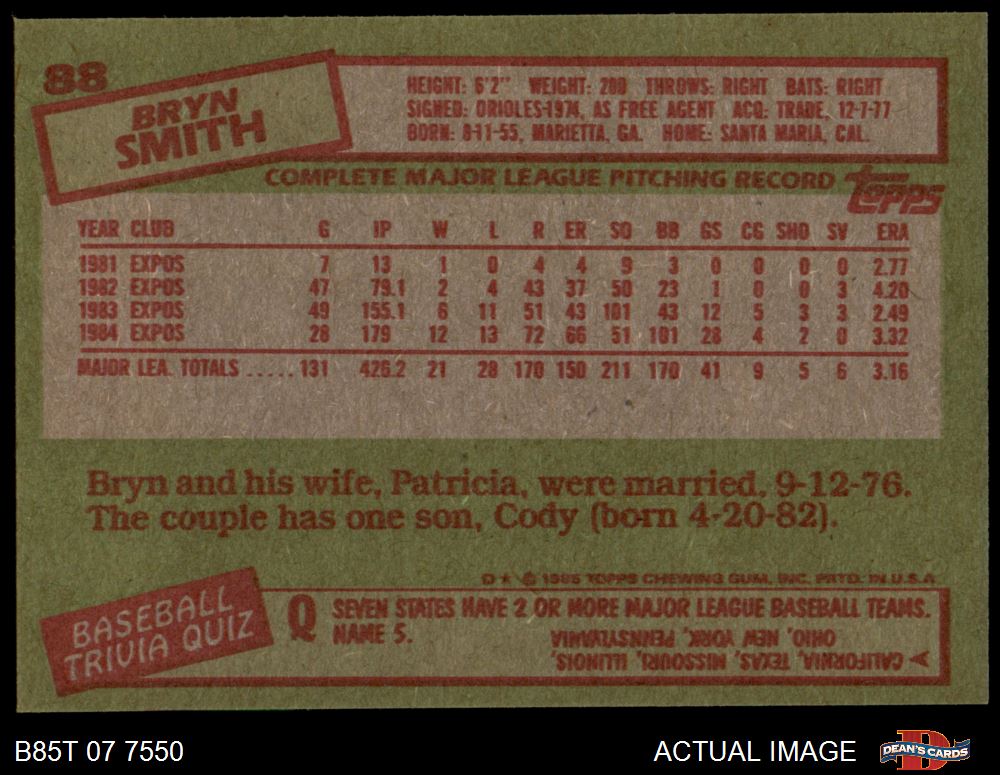 88
BRYN
SMITH
HEIGHT: 6'2" WEIGHT: 200 THROWS: RIGHT BATS: RIGHT
SIGNED: ORIOLES-1974, AS FREE AGENT ACQ: TRADE, 12-7-77
BORN: 8-11-55, MARIETTA, GA. HOME: SANTA MARIA, CAL.
COMPLETE MAJOR LEAGUE PITCHING RECORD
TOPPS
YEAR CLUB G IP W L R ER SO BB GS CG SHO SV ERA
1981 EXPOS 7 13 1 0 4 4 9 3 0 0 0 0 2.77
1982 EXPOS 47 79.1 2 4 43 37 50 23 1 0 0 3 4.20
1983 EXPOS 49 155.1 6 11 51 43 101 43 12 5 3 3 2.49
1984 EXPOS 28 179 12 13 72 66 51 101 28 4 2 0 3.32
MAJOR LEA. TOTALS ..... 131 426.2 21 28 170 150 211 170 41 9 5 6 3.16
Bryn and his wife, Patricia, were married, 9-12-76.
The couple has one son, Cody (born 4-20-82).
D★ © 1985 TOPPS CHEWING GUM, INC. PRTD. IN U.S.A.
BASEBALL
TRIVIA QUIZ
Q SEVEN STATES HAVE 2 OR MORE MAJOR LEAGUE BASEBALL TEAMS.
NAME 5.
CALIFORNIA, TEXAS, MISSOURI, ILLINOIS,
OHIO, NEW YORK, PENNSYLVANIA
B85T 07 7550
ACTUAL IMAGE
D
DEAN'S CARDS